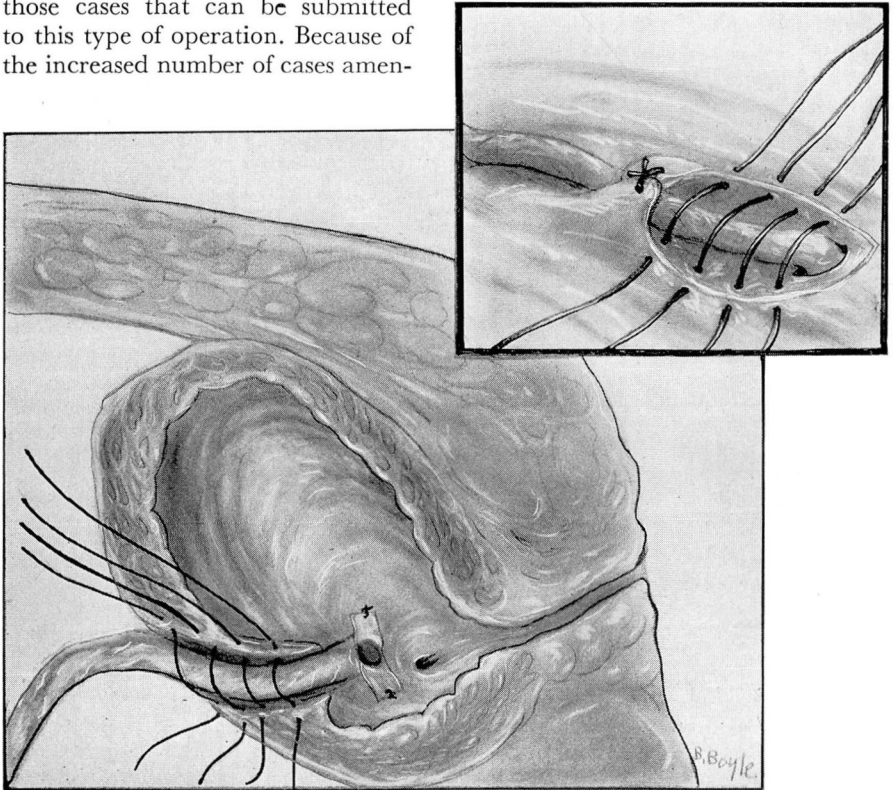 those cases that can be submitted
to this type of operation. Because of
the increased number of cases amen-
B. Boyle.